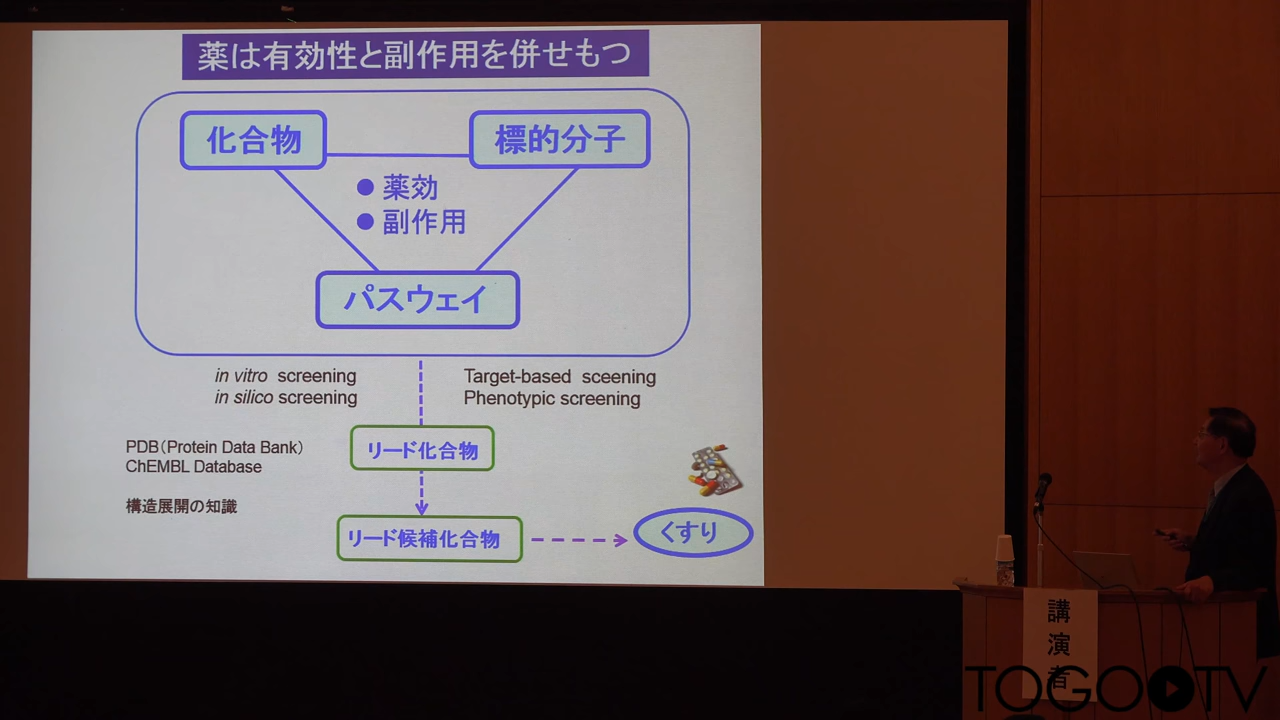 薬は有効性と副作用を併せもつ
化合物
標的分子
● 薬効
● 副作用
パスウェイ
in vitro screening
in silico screening
Target-based sceening
Phenotypic screening
リード化合物
PDB(Protein Data Bank)
ChEMBL Database
構造展開の知識
リード候補化合物
くすり
講演者
TOGOTV